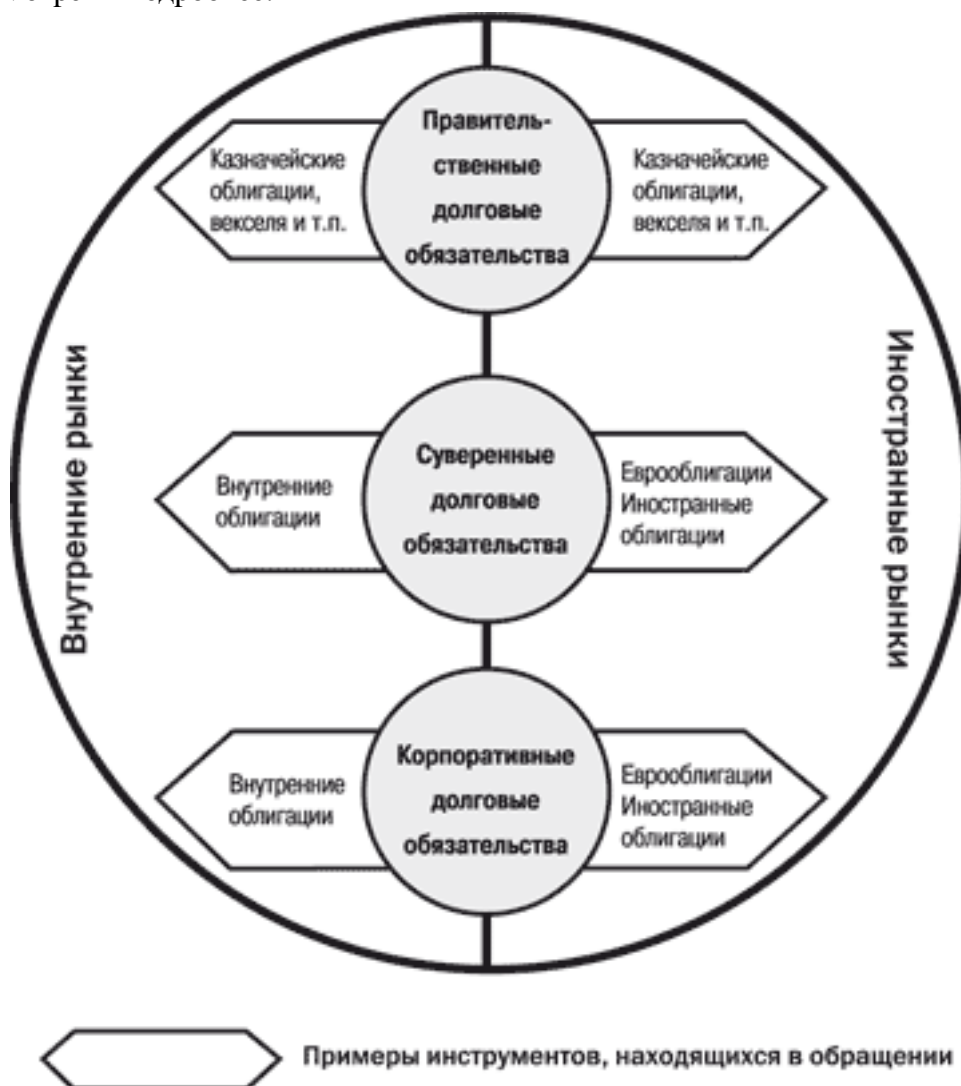 Правитель-
ственные
долговые
обязательства
Казначейские
облигации,
векселя и т.п.
Казначейские
облигации,
векселя и т.п.
Внутренние рынки
Иностранные рынки
Суверенные
долговые
обязательства
Внутренние
облигации
Еврооблигации
Иностранные
облигации
Корпоративные
долговые
обязательства
Внутренние
облигации
Еврооблигации
Иностранные
облигации
Примеры инструментов, находящихся в обращении